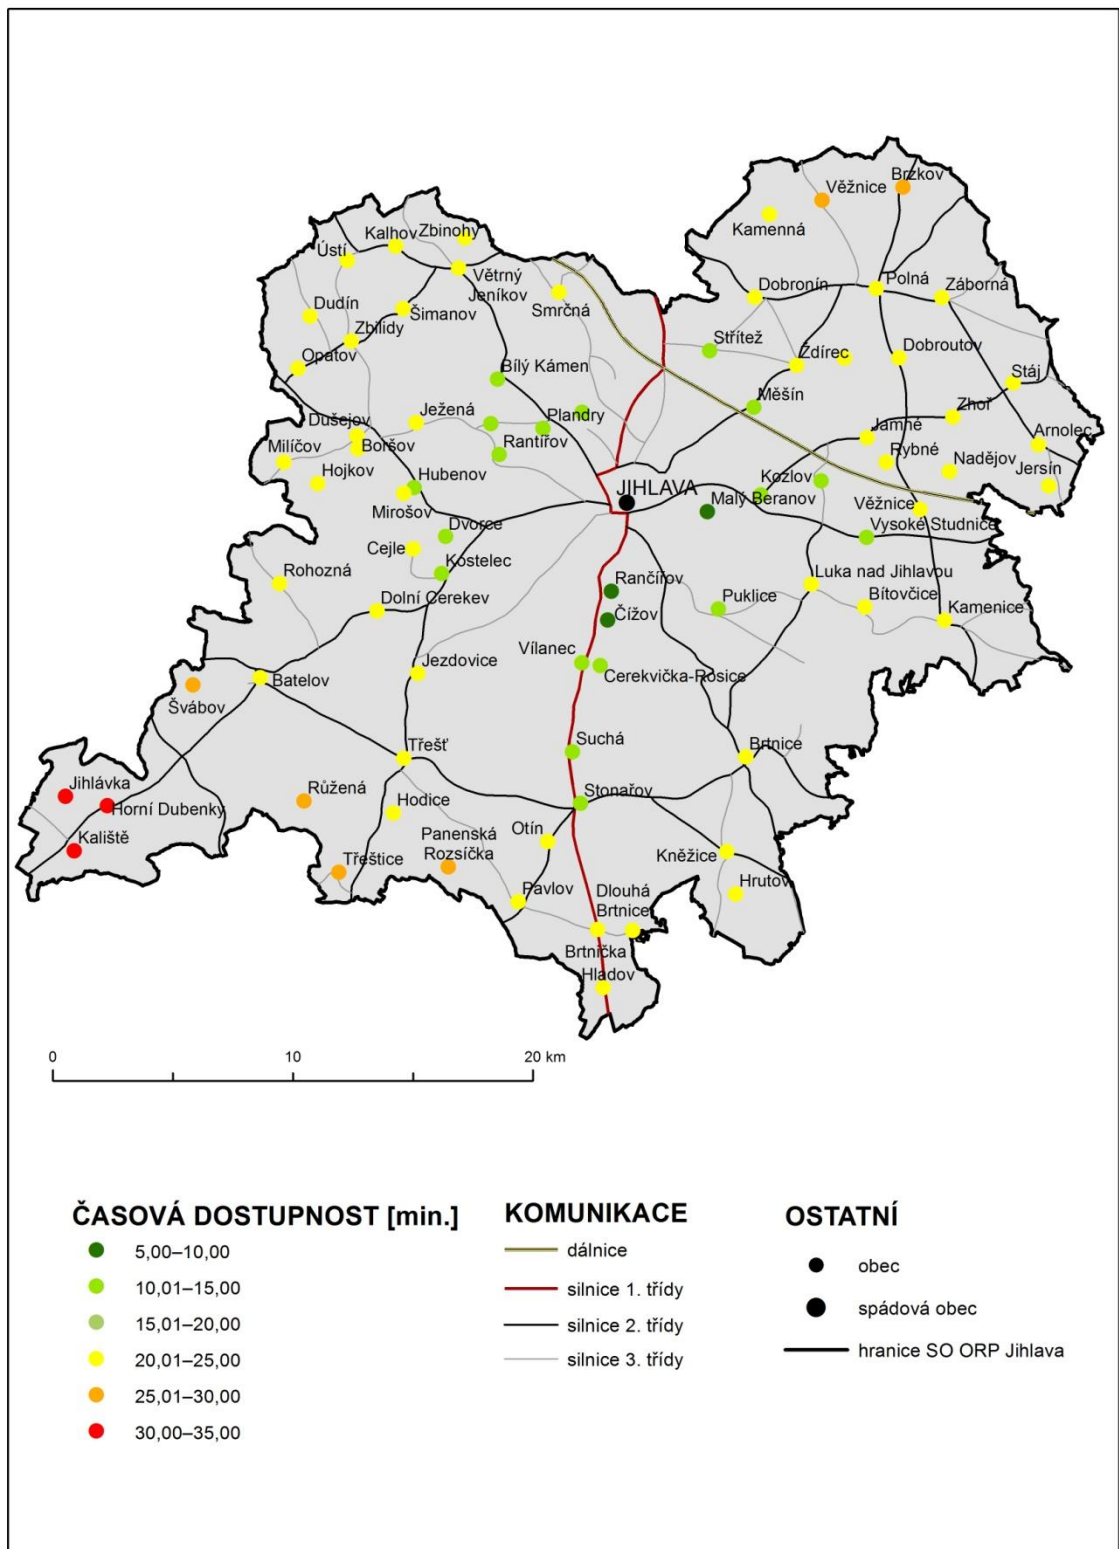 Brzkov
Věžnice
Kamenná
Zbinohy
Kalhov
Ústí
Větrný
Jeníkov
Polná
Záborná
Dobronín
Smrčná
Dudín
Šimanov
Zbilidy
Střítež
Opatov
Ždírec
Dobroutov
Bílý Kámen
Stáj
Měšín
Zhoř
Ježená
Plandry
Dušejov
Jamné
Arnolec
Boršov
Rantířov
Milíčov
Rybné
Nadějov
Hojkov
Jersín
Hubenov
Kozlov
JIHLAVA
Malý Beranov
Mirošov
Věžnice
Dvorce
Vysoké Studnice
Cejle
Kostelec
Rohozná
Rančířov
Luka nad Jihlavou
Dolní Cerekev
Puklice
Bítovčice
Čížov
Kamenice
Vílanec
Jezdovice
Batelov
Cerekvička-Rosice
Švábov
Suchá
Třešť
Brtnice
Jihlávka
Růžená
Horní Dubenky
Hodice
Stonařov
Otín
Panenská
Rozsíčka
Kaliště
Kněžice
Třeštice
Hrutov
Pavlov
Dlouhá
Brtnice
Brtnička
Hladov
0 10 20 km
ČASOVÁ DOSTUPNOST [min.]
5,00–10,00
10,01–15,00
15,01–20,00
20,01–25,00
25,01–30,00
30,00–35,00
KOMUNIKACE
dálnice
silnice 1. třídy
silnice 2. třídy
silnice 3. třídy
OSTATNÍ
obec
spádová obec
hranice SO ORP Jihlava